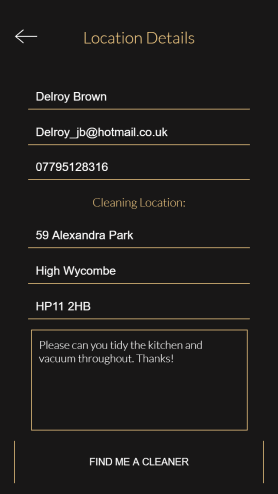 Location Details
Delroy Brown
Delroy_jb@hotmail.co.uk
07795128316
Cleaning Location:
59 Alexandra Park
High Wycombe
HP11 2HB
Please can you tidy the kitchen and
vacuum throughout. Thanks!
FIND ME A CLEANER